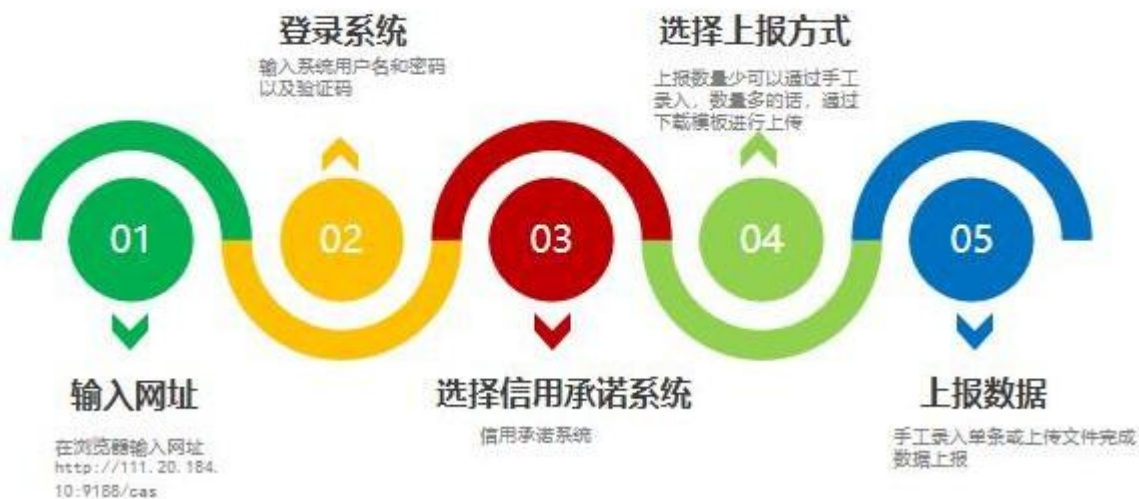 登录系统
输入系统用户名和密码
以及验证码
选择上报方式
上报数量少可以通过手工
录入，数量多的话，通过
下载模板进行上传
01
02
03
04
05
输入网址
在浏览器输入网址
http://111.20.184.
10:9188/cas
选择信用承诺系统
信用承诺系统
上报数据
手工录入单条或上传文件完成
数据上报